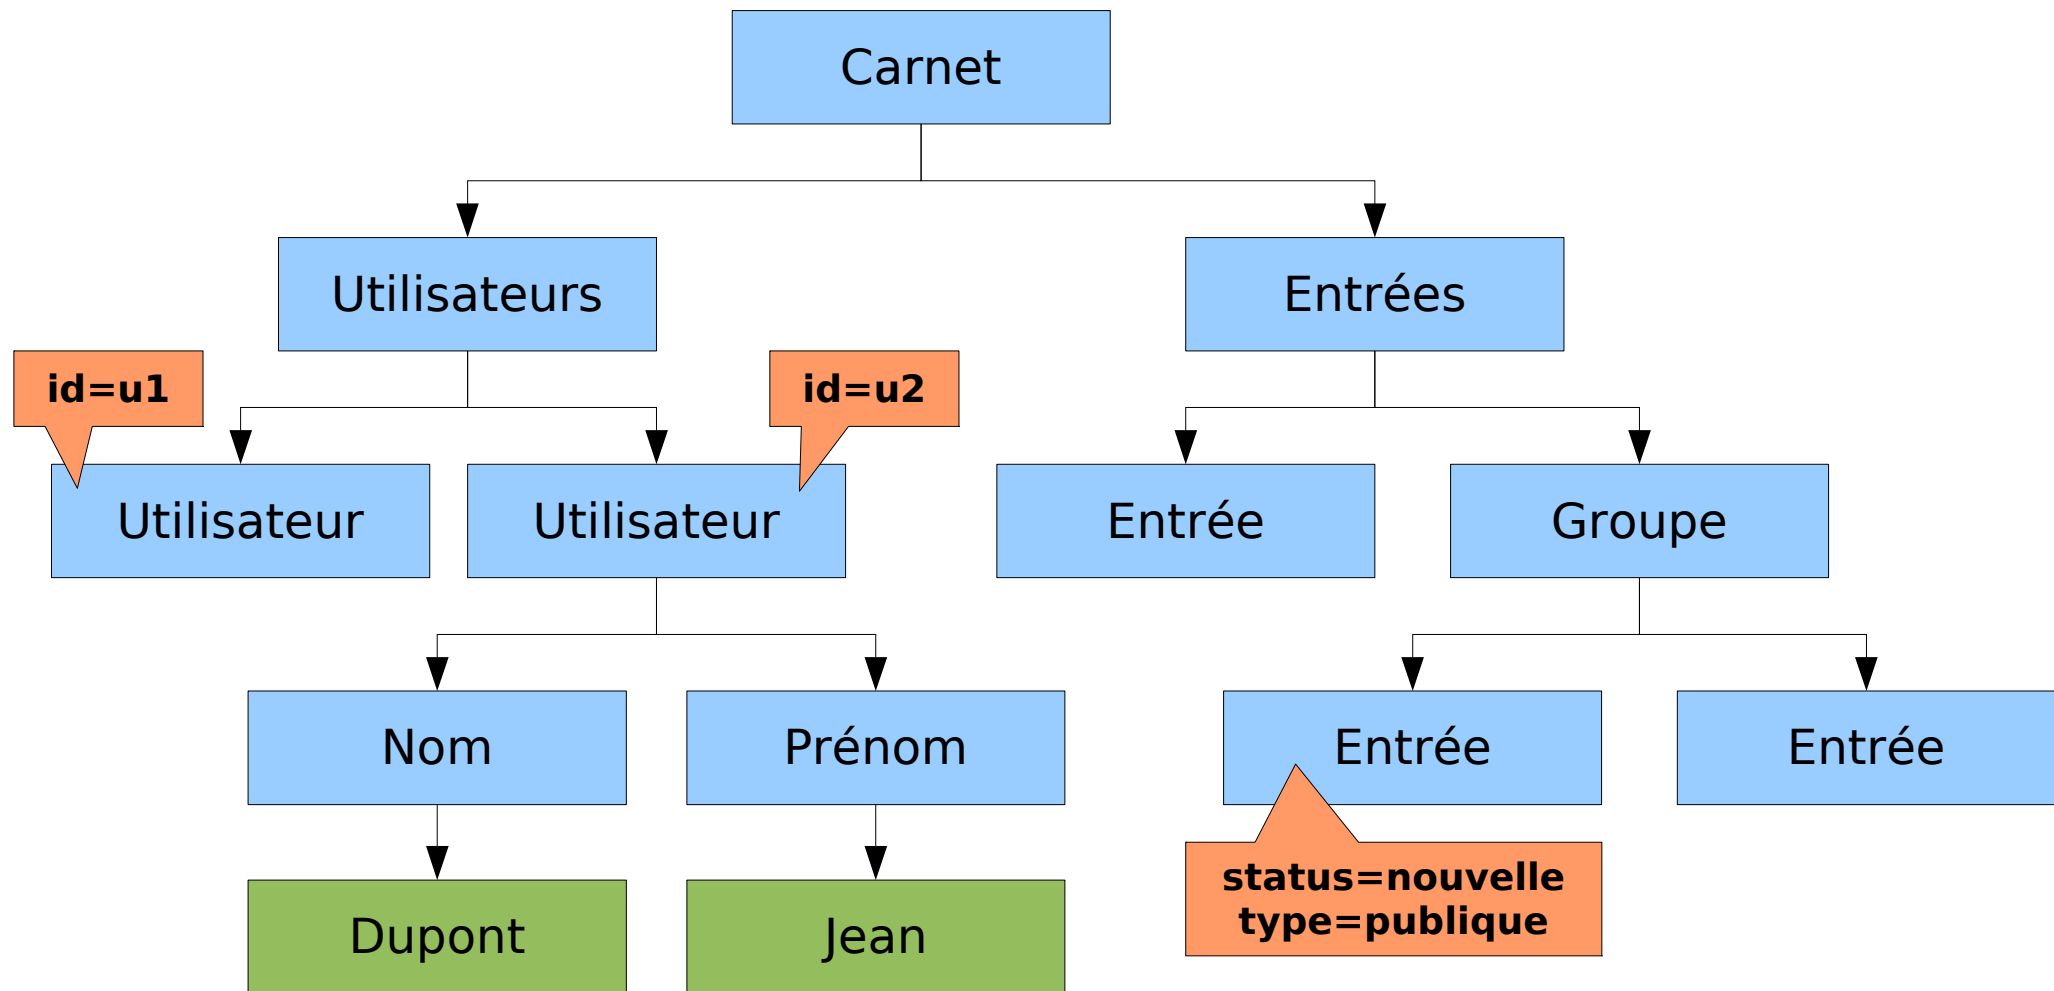 Carnet
Utilisateurs
Entrées
id=u1
id=u2
Utilisateur
Utilisateur
Entrée
Groupe
Nom
Prénom
Entrée
Entrée
status=nouvelle
type=publique
Dupont
Jean